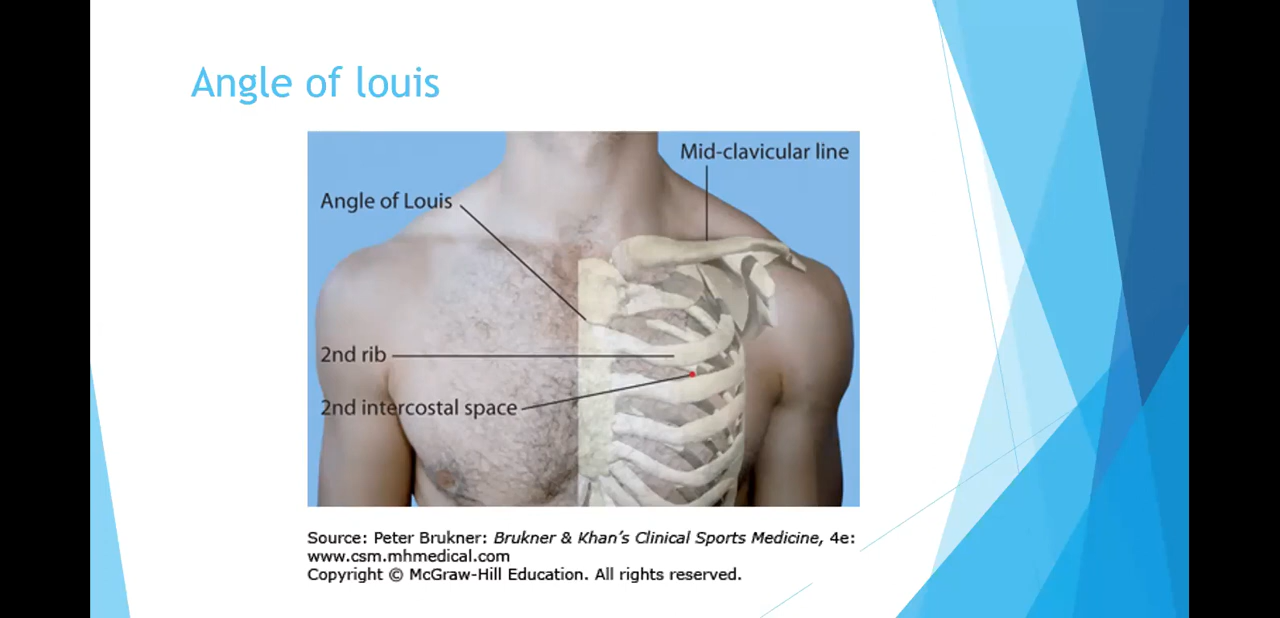 Angle of louis
Mid-clavicular line
Angle of Louis
2nd rib
2nd intercostal space
Source: Peter Brukner: Brukner & Khan's Clinical Sports Medicine, 4e:
www.csm.mhmedical.com
Copyright © McGraw-Hill Education. All rights reserved.